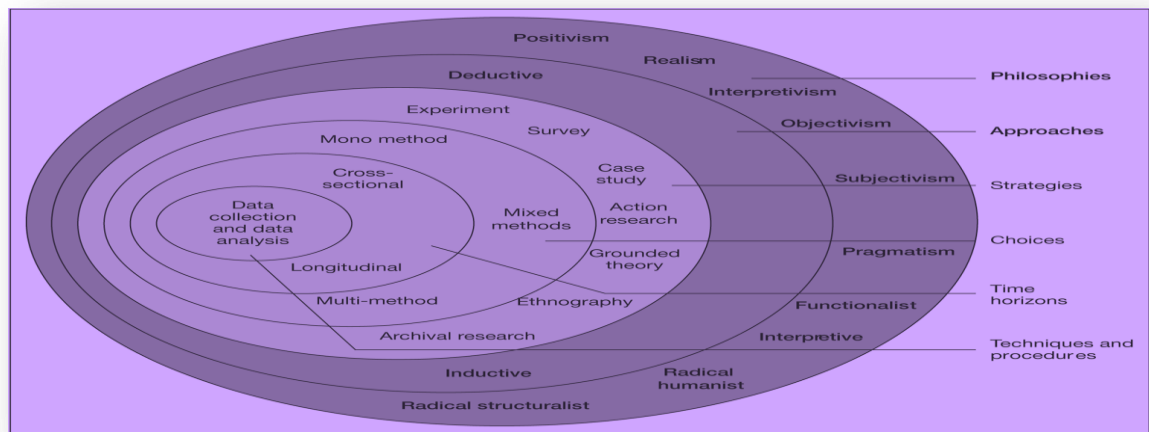 Positivism
Realism
Deductive
Philosophies
Interpretivism
Experiment
Objectivism
Survey
Approaches
Mono method
Case
study
Cross-
sectional
Subjectivism
Strategies
Data
collection
and data
analysis
Mixed
methods
Action
research
Choices
Pragmatism
Grounded
theory
Longitudinal
Time
horizons
Multi-method
Ethnography
Functionalist
Archival research
Interpretive
Techniques and
procedures
Inductive
Radical
humanist
Radical structuralist